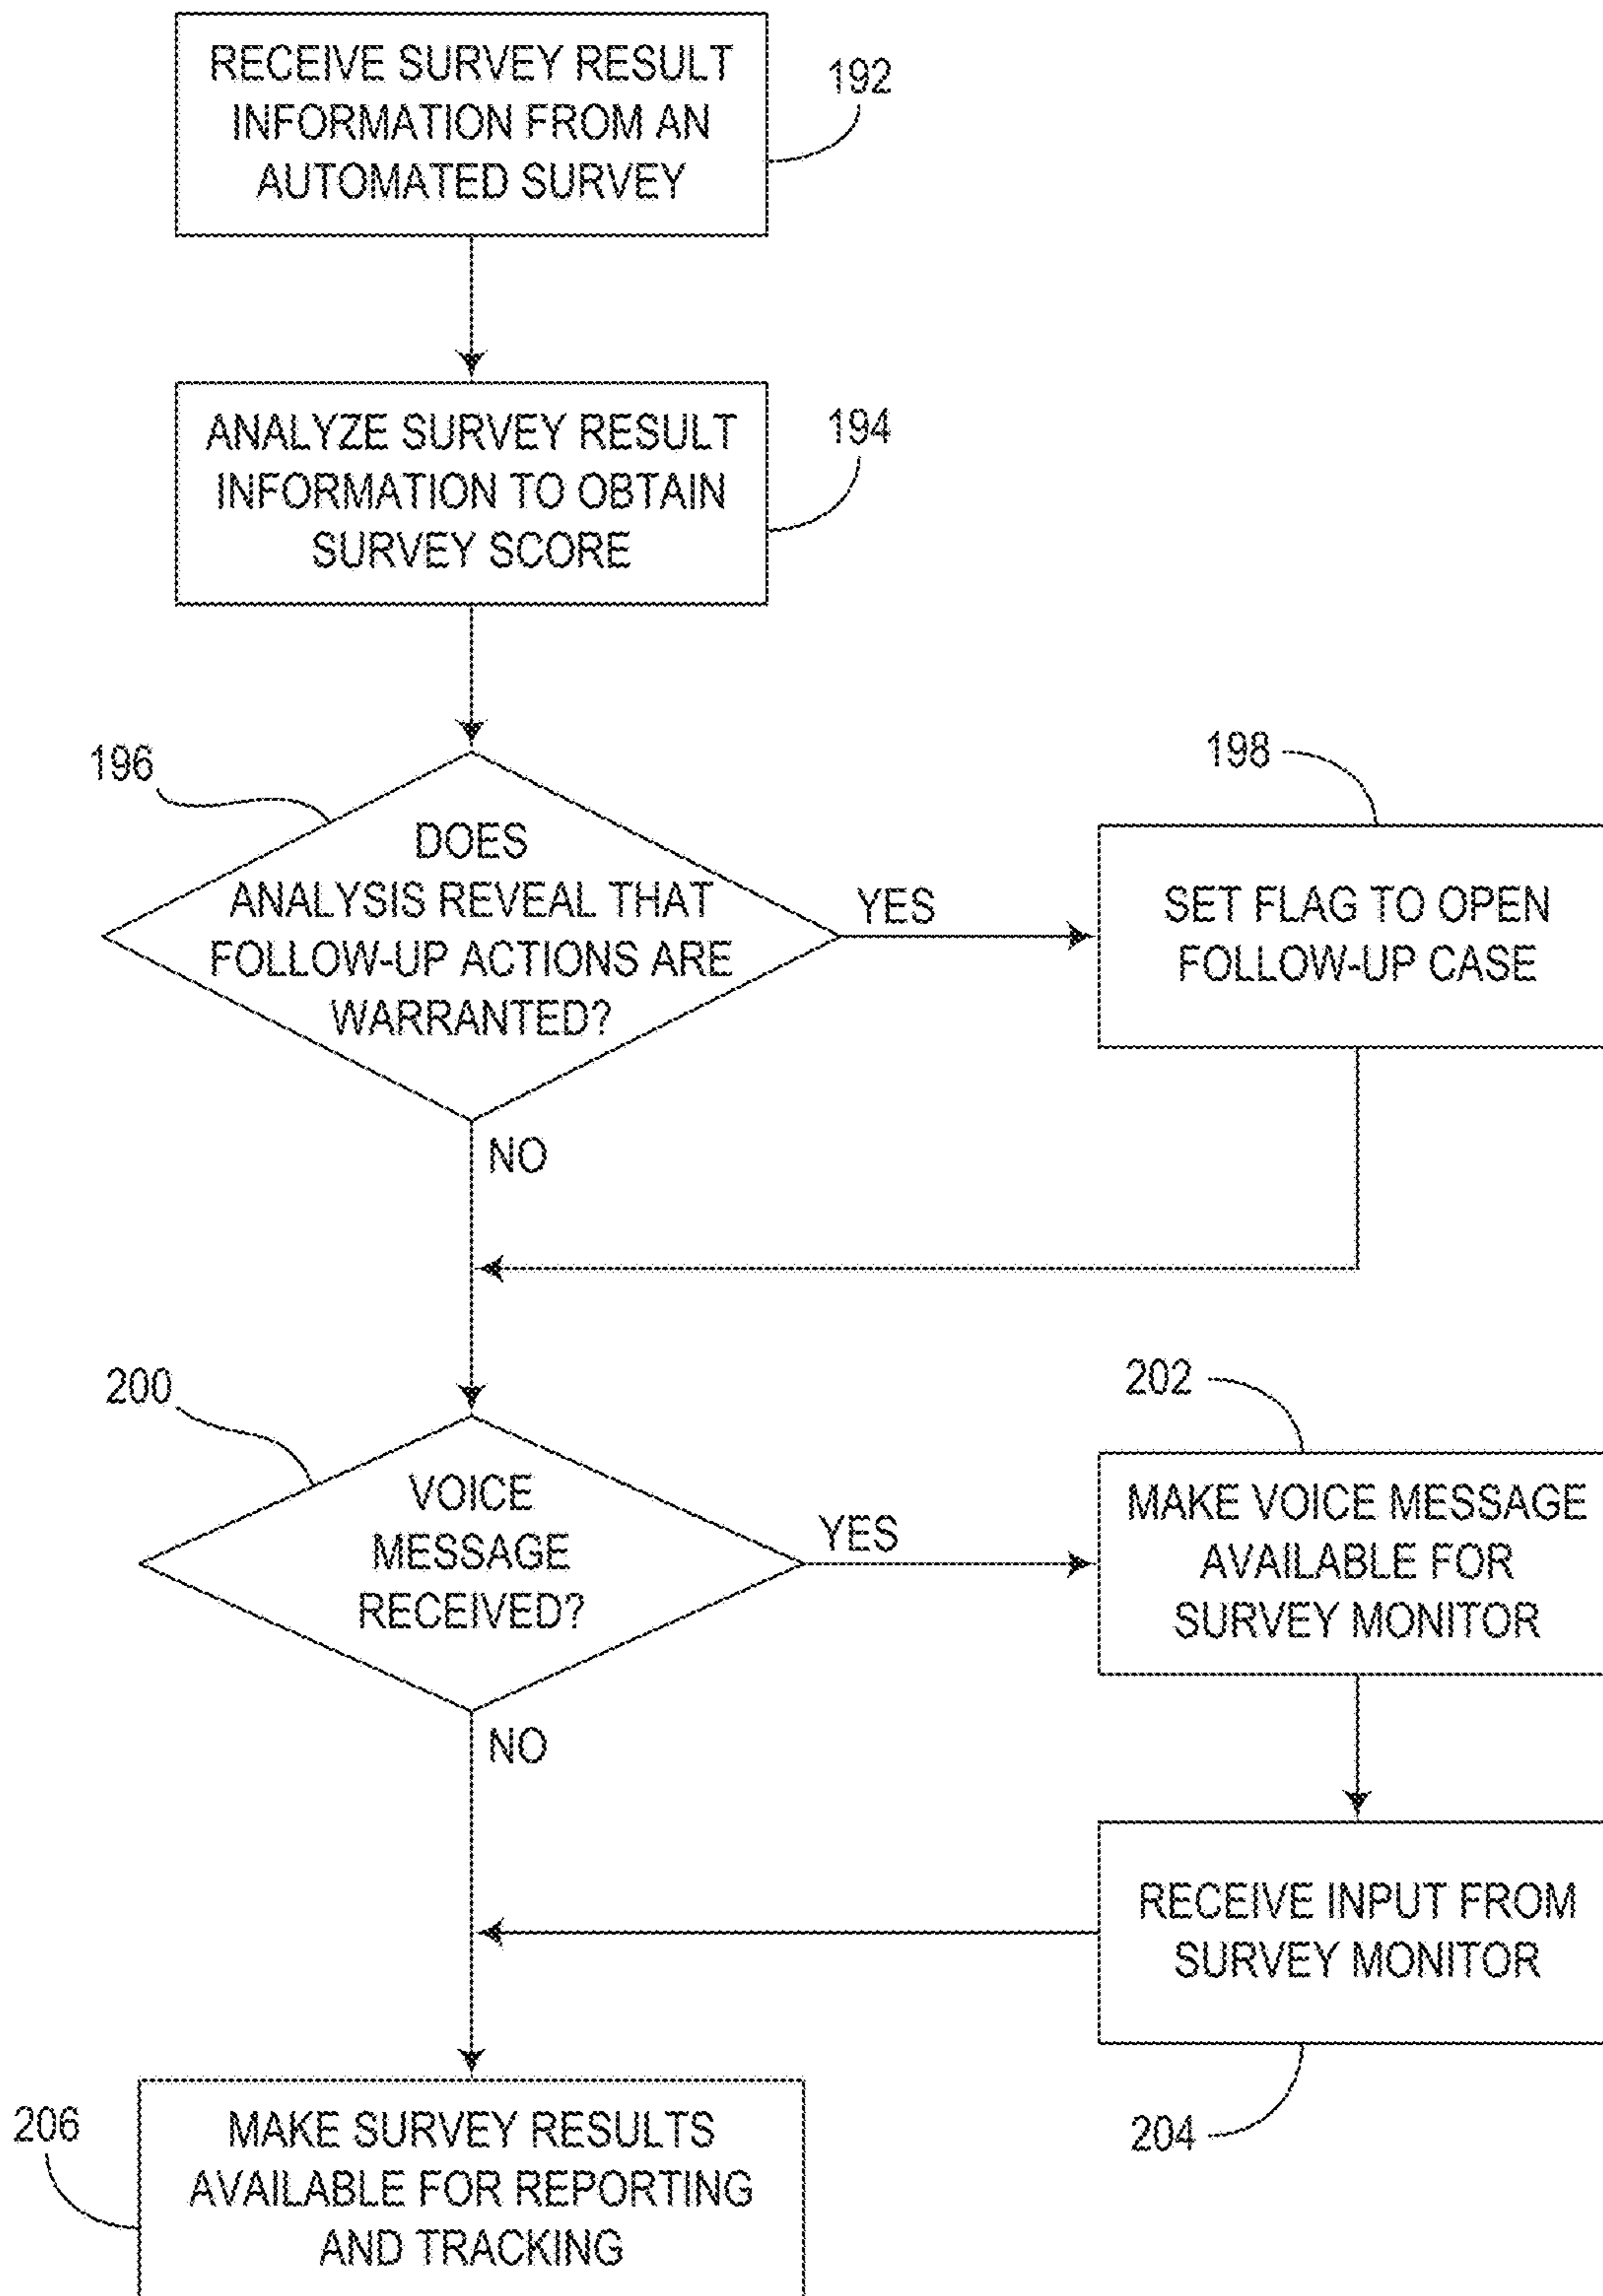 RECEIVE SURVEY RESULT
INFORMATION FROM AN
AUTOMATED SURVEY
192
ANALYZE SURVEY RESULT
INFORMATION TO OBTAIN
SURVEY SCORE
194
196
DOES
ANALYSIS REVEAL THAT
FOLLOW-UP ACTIONS ARE
WARRANTED?
YES
198
SET FLAG TO OPEN
FOLLOW-UP CASE
NO
200
VOICE
MESSAGE
RECEIVED?
YES
202
MAKE VOICE MESSAGE
AVAILABLE FOR
SURVEY MONITOR
NO
RECEIVE INPUT FROM
SURVEY MONITOR
204
206
MAKE SURVEY RESULTS
AVAILABLE FOR REPORTING
AND TRACKING